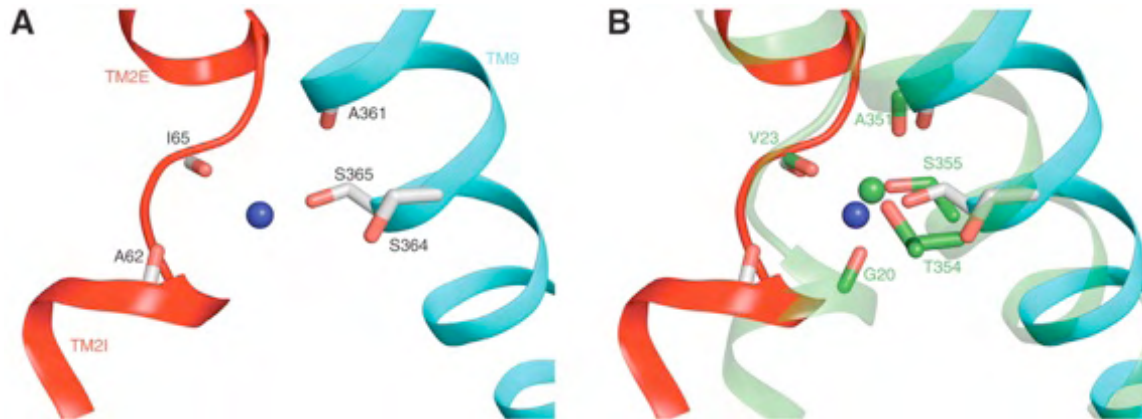 A
TM2E
TM9
A361
I65
S365
A62
S364
TM2I
B
A351
V23
S355
G20
T354